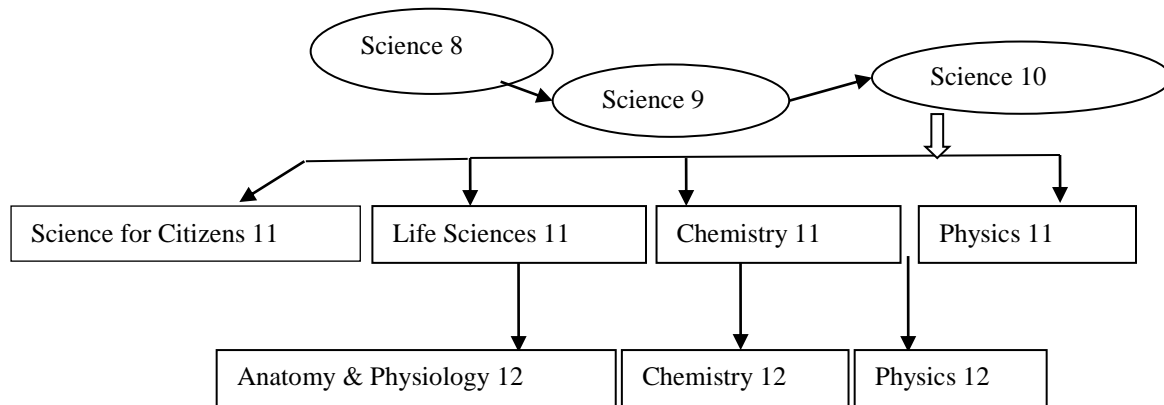 Science 8
Science 9
Science 10
Science for Citizens 11
Life Sciences 11
Chemistry 11
Physics 11
Anatomy & Physiology 12
Chemistry 12
Physics 12